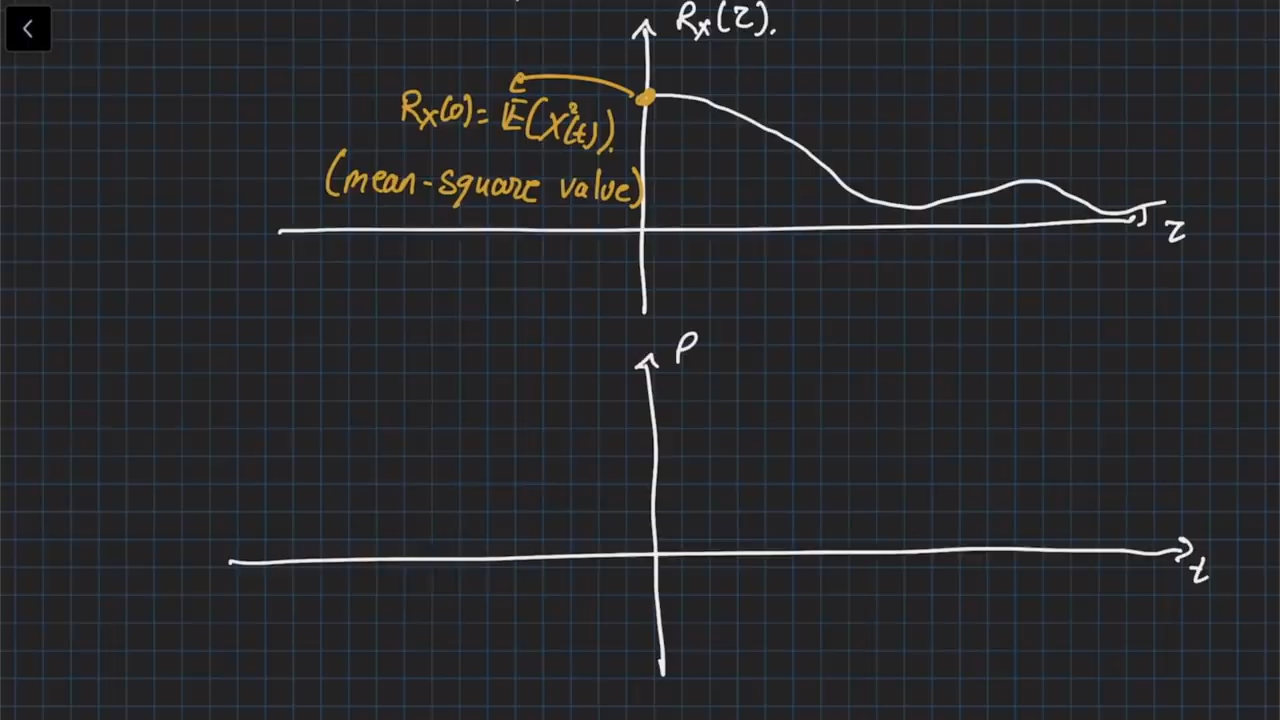 Rx(τ).
Rx(0) = E(X²(t)).
(mean-square value)
τ
P
t